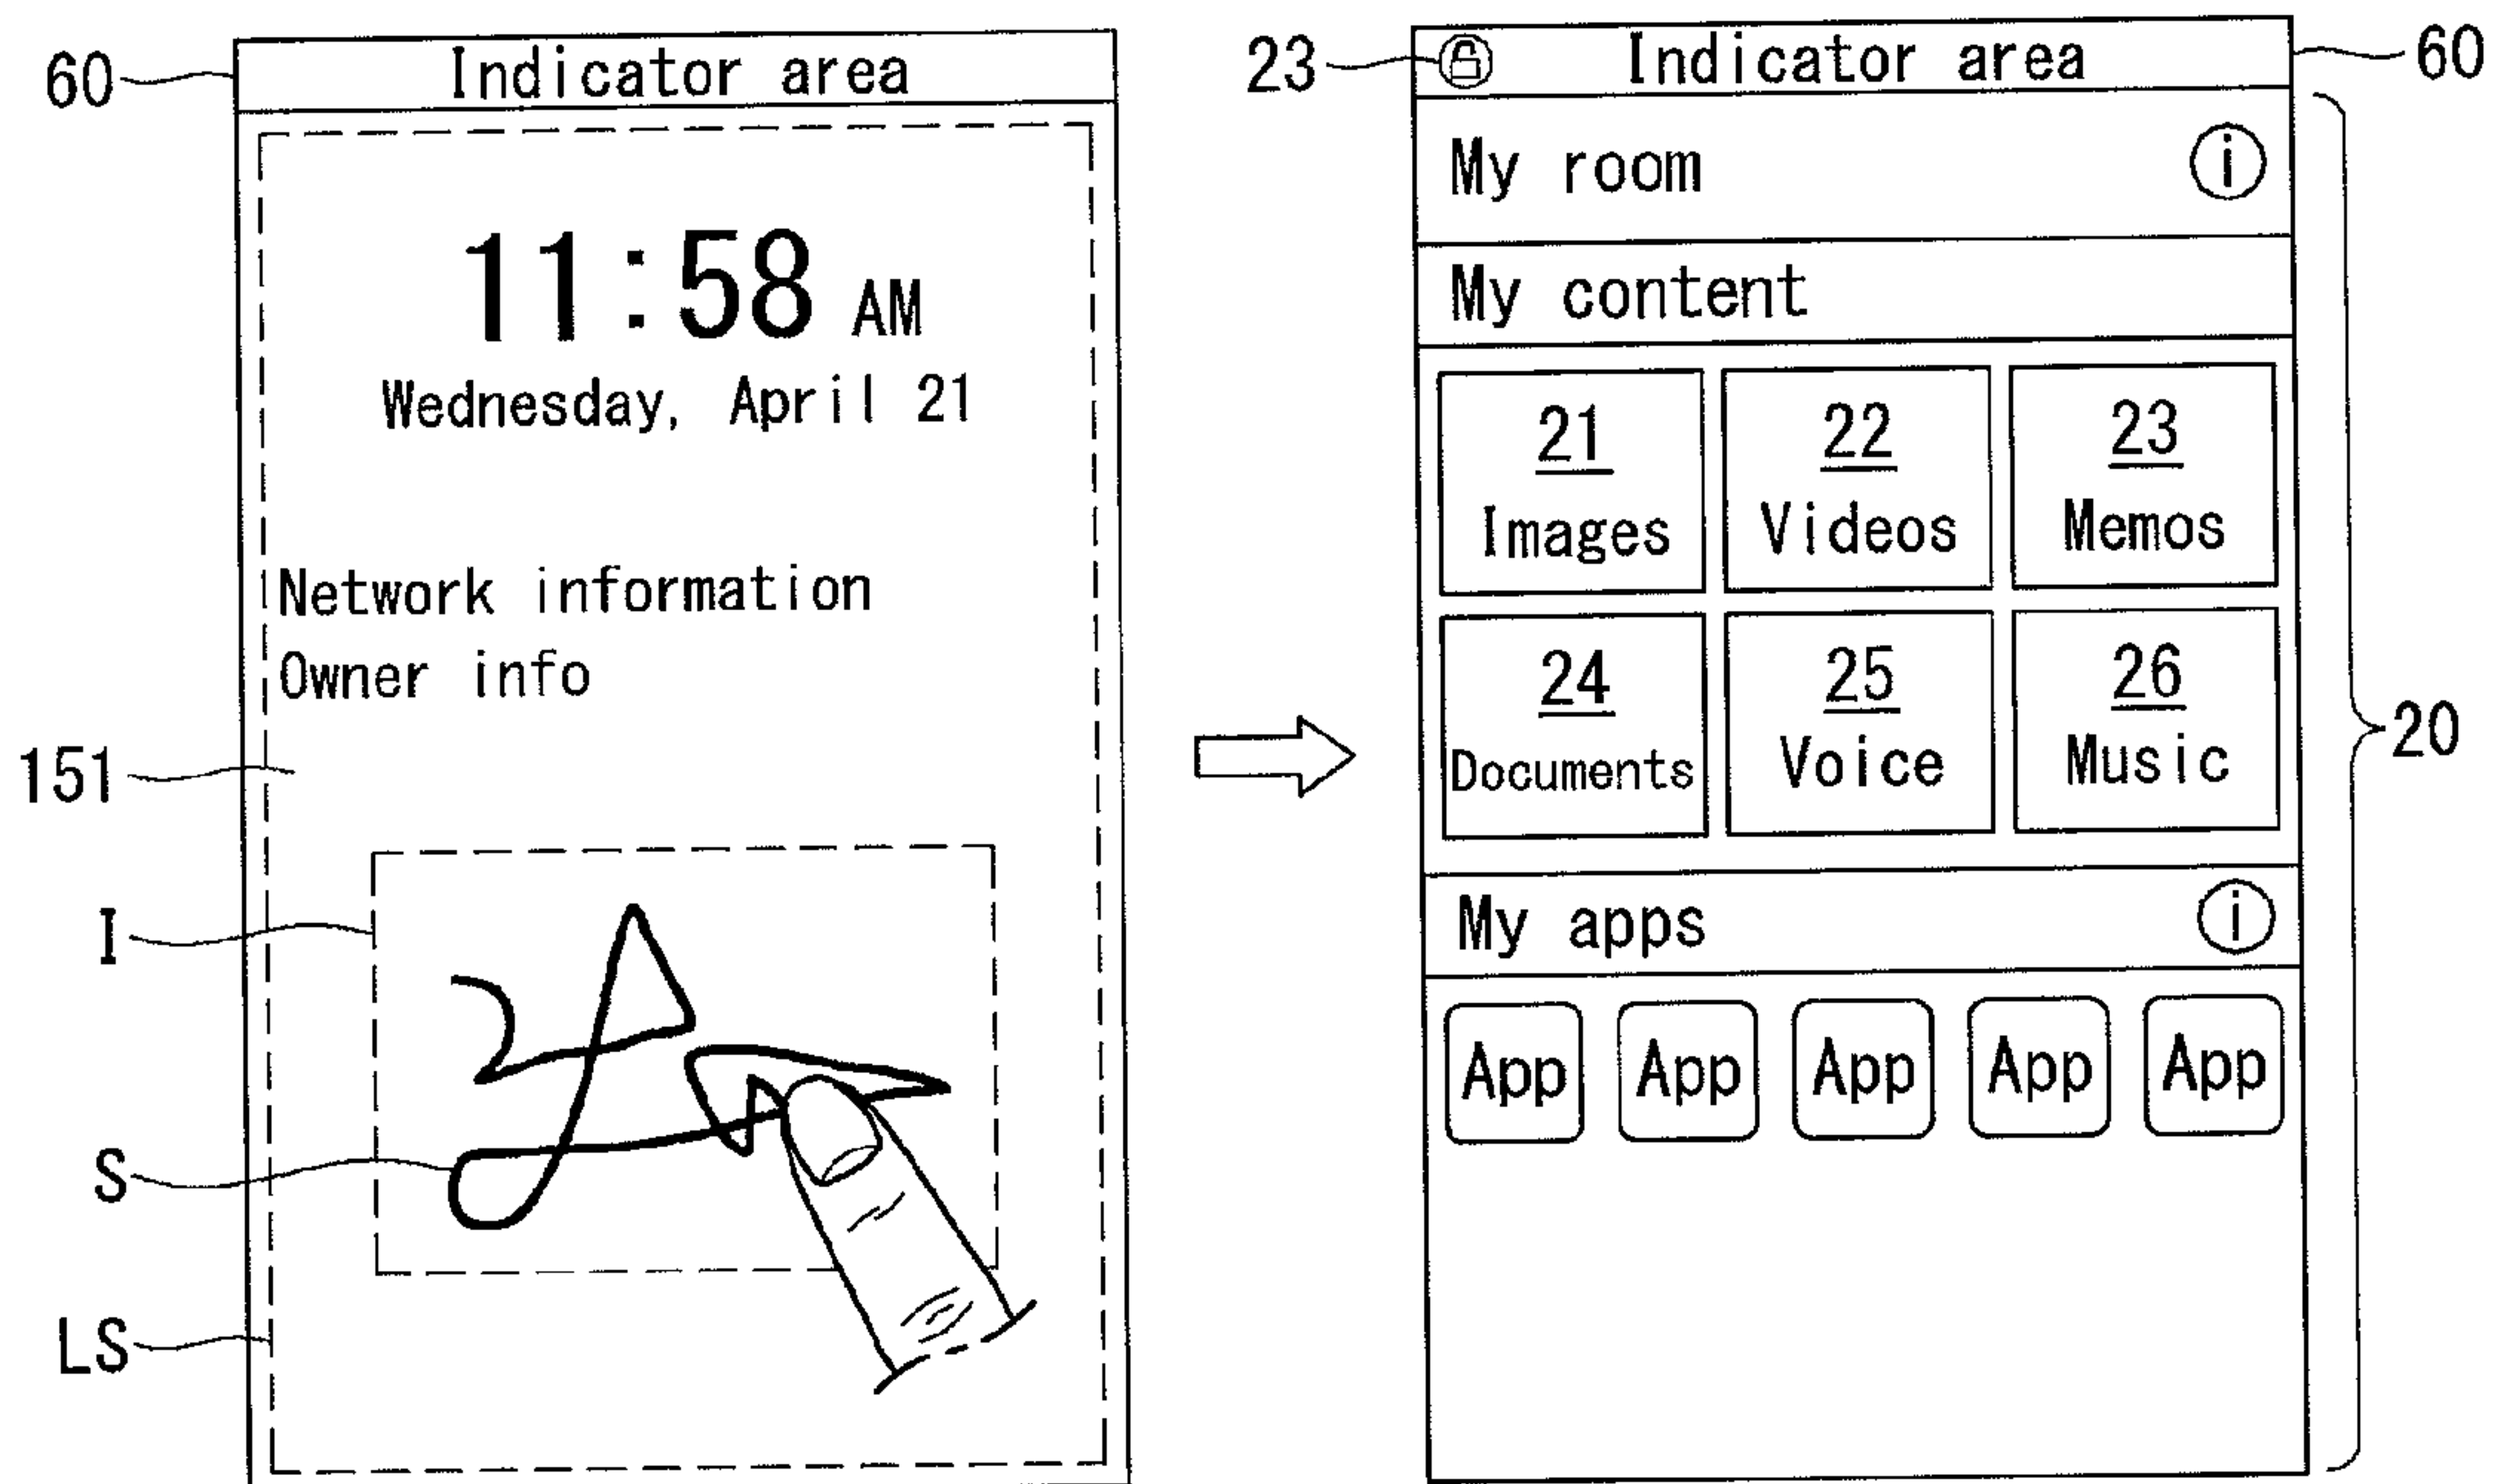 60
Indicator area
11:58 AM
Wednesday, April 21
Network information
Owner info
151
I
S
LS
23
Indicator area
60
My room
i
My content
21 22 23
Images Videos Memos
24 25 26
Documents Voice Music
20
My apps
i
App App App App App